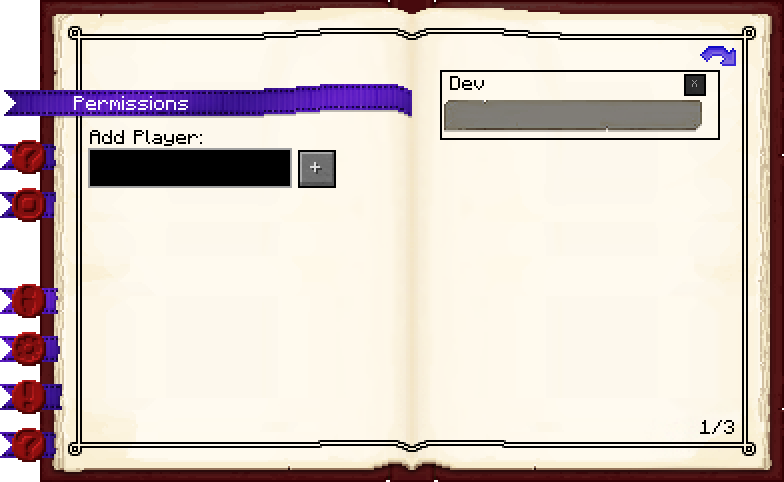 Permissions
Add Player:
+
Dev
x
1/3